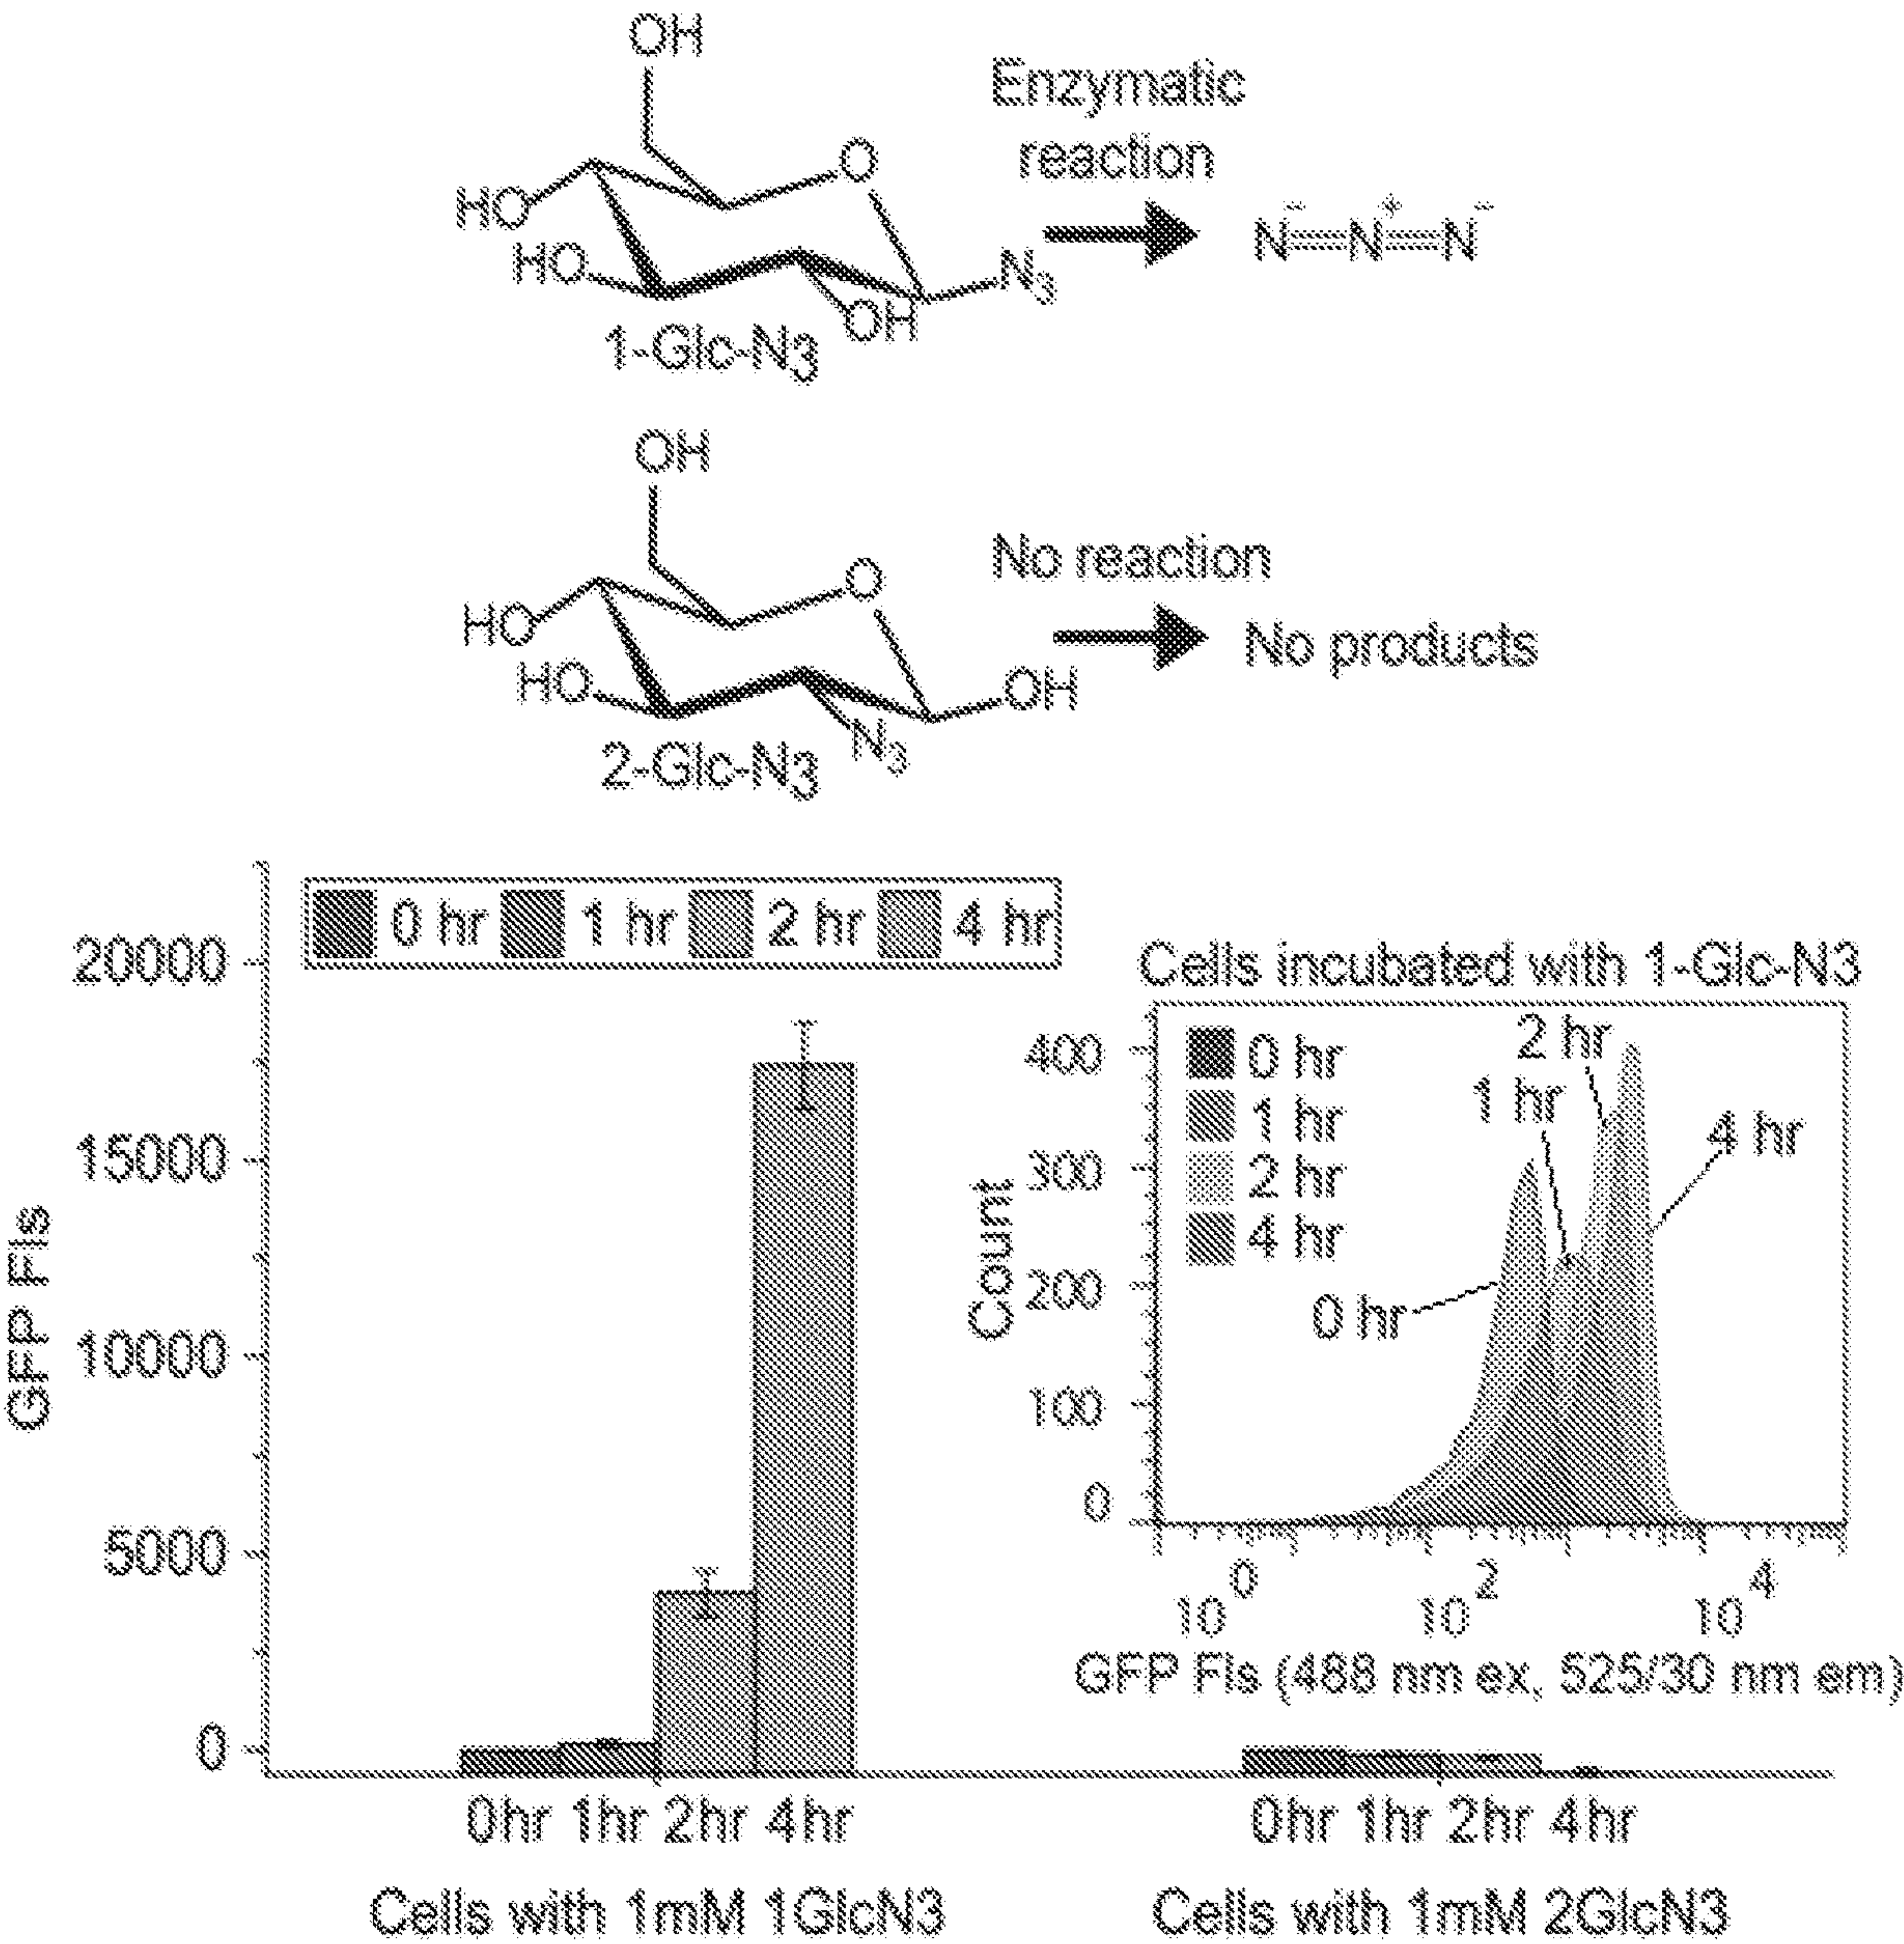 OH
Enzymatic
reaction
O
HO
HO
N3
OH
N=N=N
- + -
1-Glc-N3
OH
No reaction
O
HO
HO
OH
N3
No products
2-Glc-N3
0 hr 1 hr 2 hr 4 hr
20000
15000
10000
5000
0
GFP Fls
Cells incubated with 1-Glc-N3
0 hr
1 hr
2 hr
4 hr
2 hr
1 hr
4 hr
0 hr
400
300
200
100
0
Count
10^0 10^2 10^4
GFP Fls (488 nm ex, 525/30 nm em)
0hr 1hr 2hr 4hr
0hr 1hr 2hr 4hr
Cells with 1mM 1GlcN3
Cells with 1mM 2GlcN3